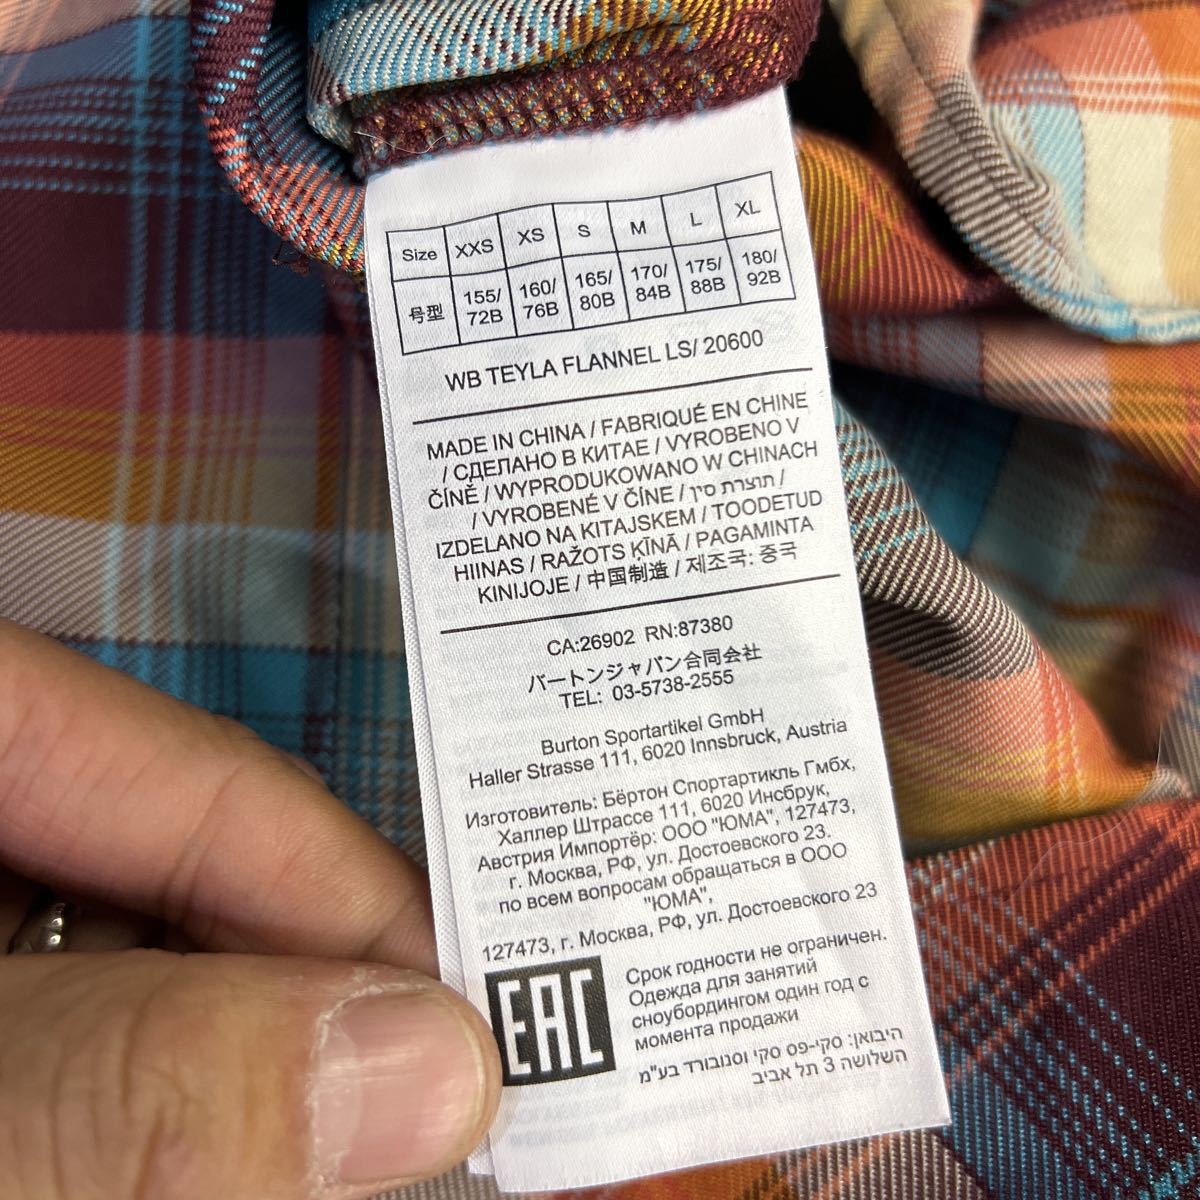 Size XXS XS S M L XL
号型 155/72B 160/76B 165/80B 170/84B 175/88B 180/92B
WB TEYLA FLANNEL LS/ 20600
MADE IN CHINA / FABRIQUÉ EN CHINE
/ СДЕЛАНО В КИТАЕ / VYROBENO V
ČÍNĚ / WYPRODUKOWANO W CHINACH
/ VYROBENÉ V ČÍNE / תוצרת סין /
IZDELANO NA KITAJSKEM / TOODETUD
HIINAS / RAŽOTS ĶĪNĀ / PAGAMINTA
KINIJOJE / 中国制造 / 제조국: 중국
CA:26902 RN:87380
バートンジャパン合同会社
TEL: 03-5738-2555
Burton Sportartikel GmbH
Haller Strasse 111, 6020 Innsbruck, Austria
Изготовитель: Бёртон Спортартикль Гмбх,
Халлер Штрассе 111, 6020 Инсбрук,
Австрия Импортёр: ООО "ЮМА", 127473,
г. Москва, РФ, ул. Достоевского 23.
по всем вопросам обращаться в ООО
"ЮМА",
127473, г. Москва, РФ, ул. Достоевского 23
EAC
Срок годности не ограничен.
Одежда для занятий
сноубордингом один год с
момента продажи
היבואן: סקי-פס סקי וסנובורד בע"מ
השלושה 3 תל אביב